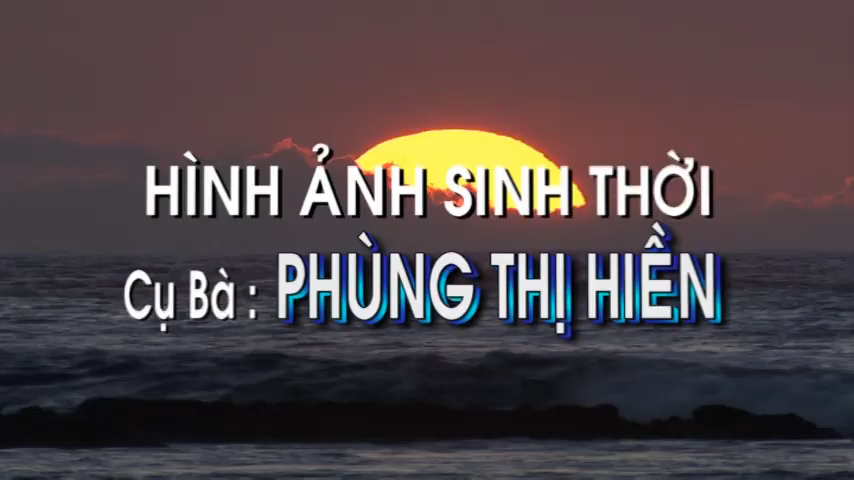 HÌNH ẢNH SINH THỜI
Cụ Bà : PHÙNG THỊ HIỀN